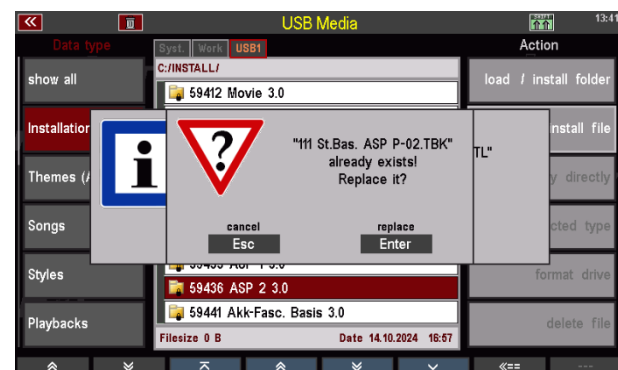 USB Media
START
13:41
Data type
Syst. Work USB1
Action
show all
C:/INSTALL/
load / install folder
59412 Movie 3.0
Installation
install file
"111 St.Bas. ASP P-02.TBK"
already exists!
Replace it?
TL"
Themes (A
directly
cancel
replace
Esc
Enter
Songs
cted type
Styles
59436 ASP 2 3.0
format drive
59441 Akk-Fasc. Basis 3.0
Playbacks
Filesize 0 B
Date 14.10.2024 16:57
delete file